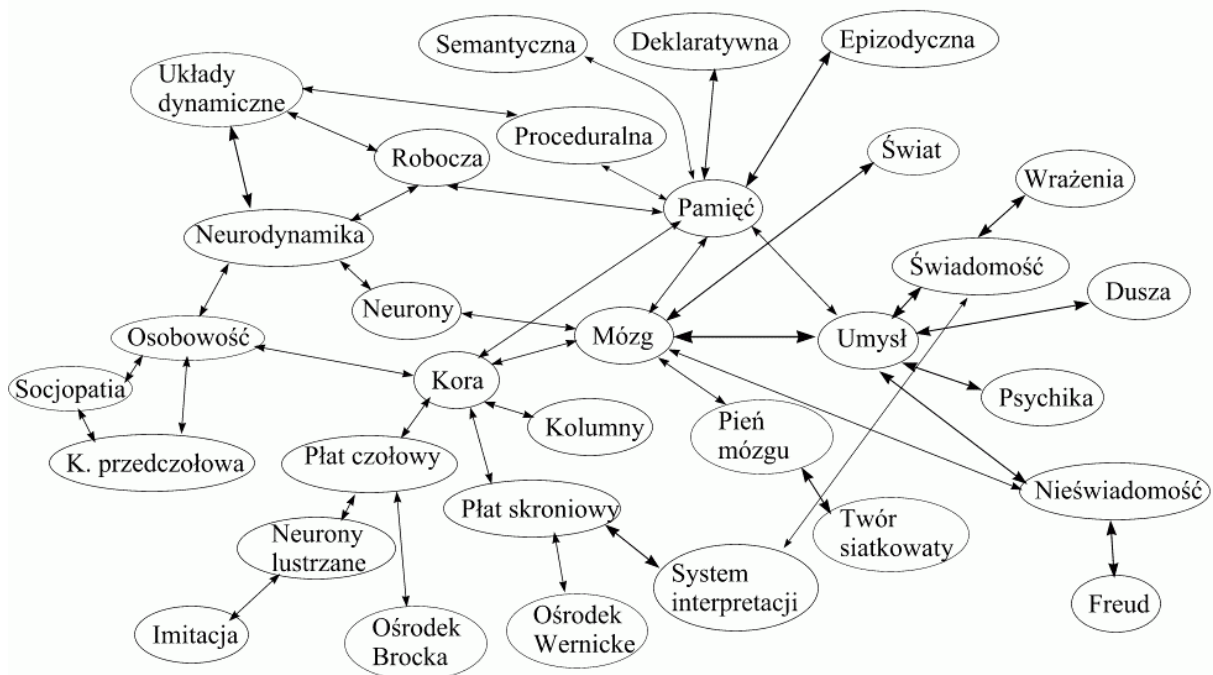 Semantyczna
Deklaratywna
Epizodyczna
Układy
dynamiczne
Proceduralna
Robocza
Świat
Wrażenia
Pamięć
Neurodynamika
Świadomość
Dusza
Neurony
Osobowość
Mózg
Umysł
Socjopatia
Kora
Psychika
Kolumny
Pień
mózgu
K. przedczołowa
Płat czołowy
Nieświadomość
Płat skroniowy
Neurony
lustrzane
Twór
siatkowaty
System
interpretacji
Freud
Imitacja
Ośrodek
Brocka
Ośrodek
Wernicke